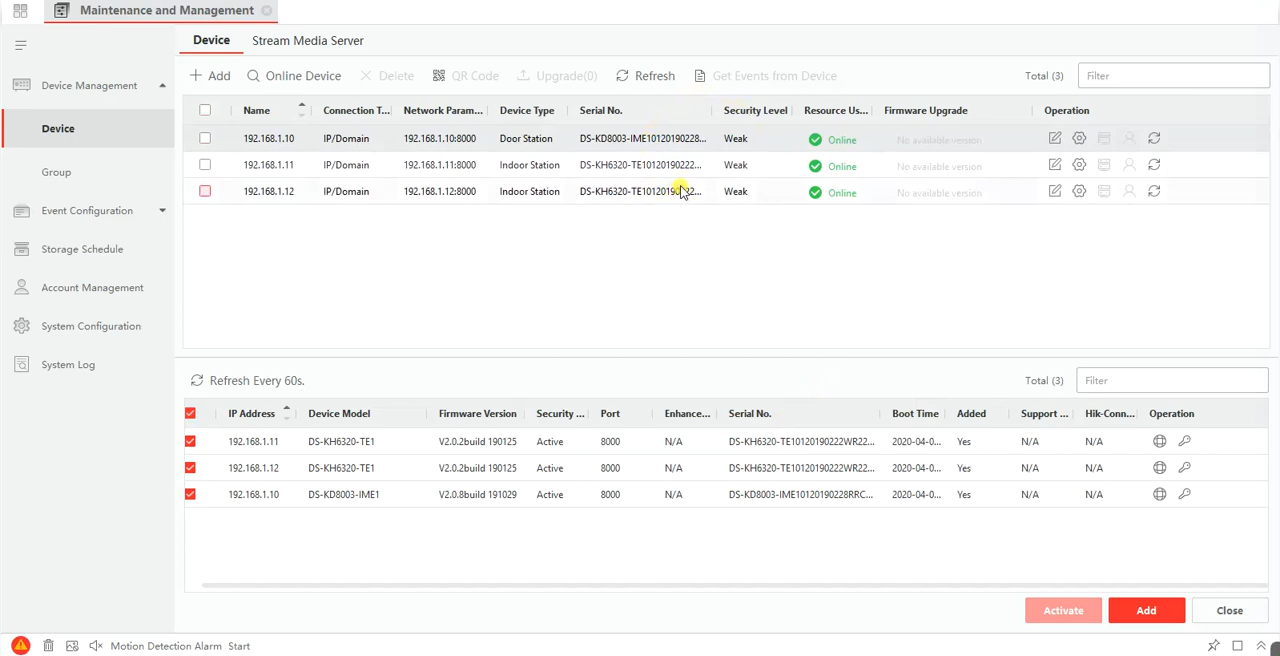 Maintenance and Management
Device Stream Media Server
Add Online Device Delete QR Code Upgrade(0) Refresh Get Events from Device Total (3) Filter
Name Connection T... Network Param... Device Type Serial No. Security Level Resource Us... Firmware Upgrade Operation
192.168.1.10 IP/Domain 192.168.1.10:8000 Door Station DS-KD8003-IME10120190228... Weak Online No available version
192.168.1.11 IP/Domain 192.168.1.11:8000 Indoor Station DS-KH6320-TE10120190222... Weak Online No available version
192.168.1.12 IP/Domain 192.168.1.12:8000 Indoor Station DS-KH6320-TE10120190222... Weak Online No available version
Device Management
Device
Group
Event Configuration
Storage Schedule
Account Management
System Configuration
System Log
Refresh Every 60s. Total (3) Filter
IP Address Device Model Firmware Version Security ... Port Enhance... Serial No. Boot Time Added Support ... Hik-Conn... Operation
192.168.1.11 DS-KH6320-TE1 V2.0.2build 190125 Active 8000 N/A DS-KH6320-TE10120190222WR22... 2020-04-0... Yes N/A N/A
192.168.1.12 DS-KH6320-TE1 V2.0.2build 190125 Active 8000 N/A DS-KH6320-TE10120190222WR22... 2020-04-0... Yes N/A N/A
192.168.1.10 DS-KD8003-IME1 V2.0.8build 191029 Active 8000 N/A DS-KD8003-IME10120190228RRC... 2020-04-0... Yes N/A N/A
Activate Add Close
Motion Detection Alarm Start